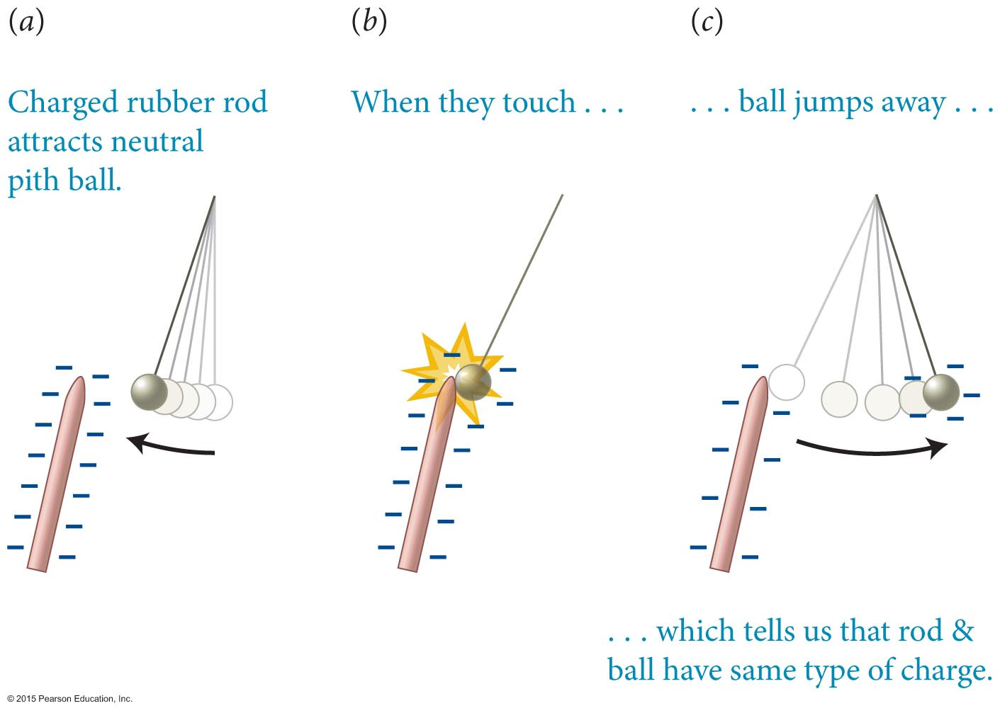 (a)
Charged rubber rod
attracts neutral
pith ball.
(b)
When they touch . . .
(c)
. . . ball jumps away . . .
. . . which tells us that rod &
ball have same type of charge.
© 2015 Pearson Education, Inc.